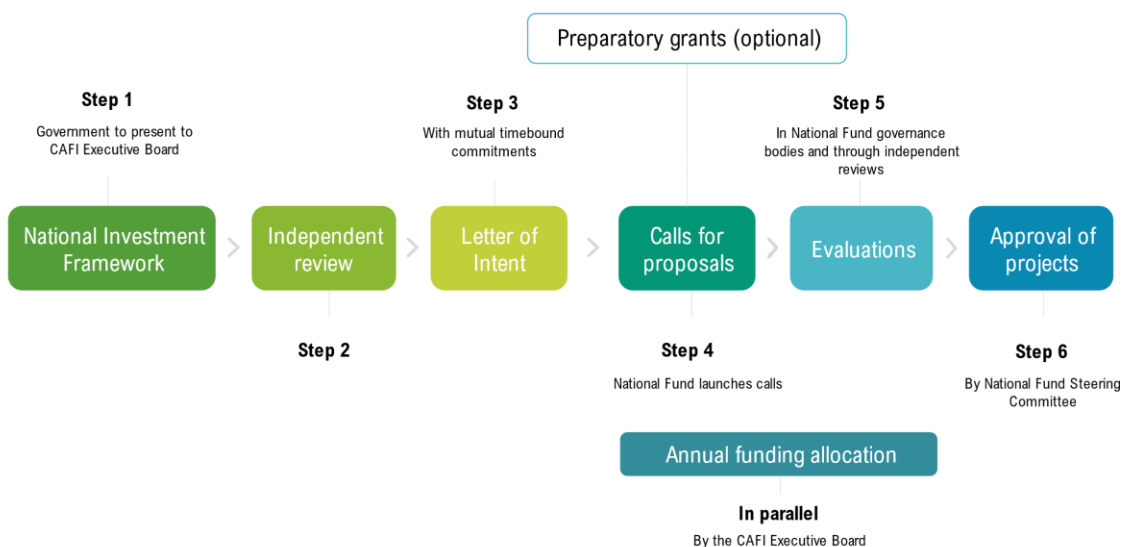 Preparatory grants (optional)
Step 1
Government to present to
CAFI Executive Board
Step 3
With mutual timebound
commitments
Step 5
In National Fund governance
bodies and through independent
reviews
National Investment
Framework
Independent
review
Letter of
Intent
Calls for
proposals
Evaluations
Approval of
projects
Step 2
Step 4
National Fund launches calls
Step 6
By National Fund Steering
Committee
Annual funding allocation
In parallel
By the CAFI Executive Board